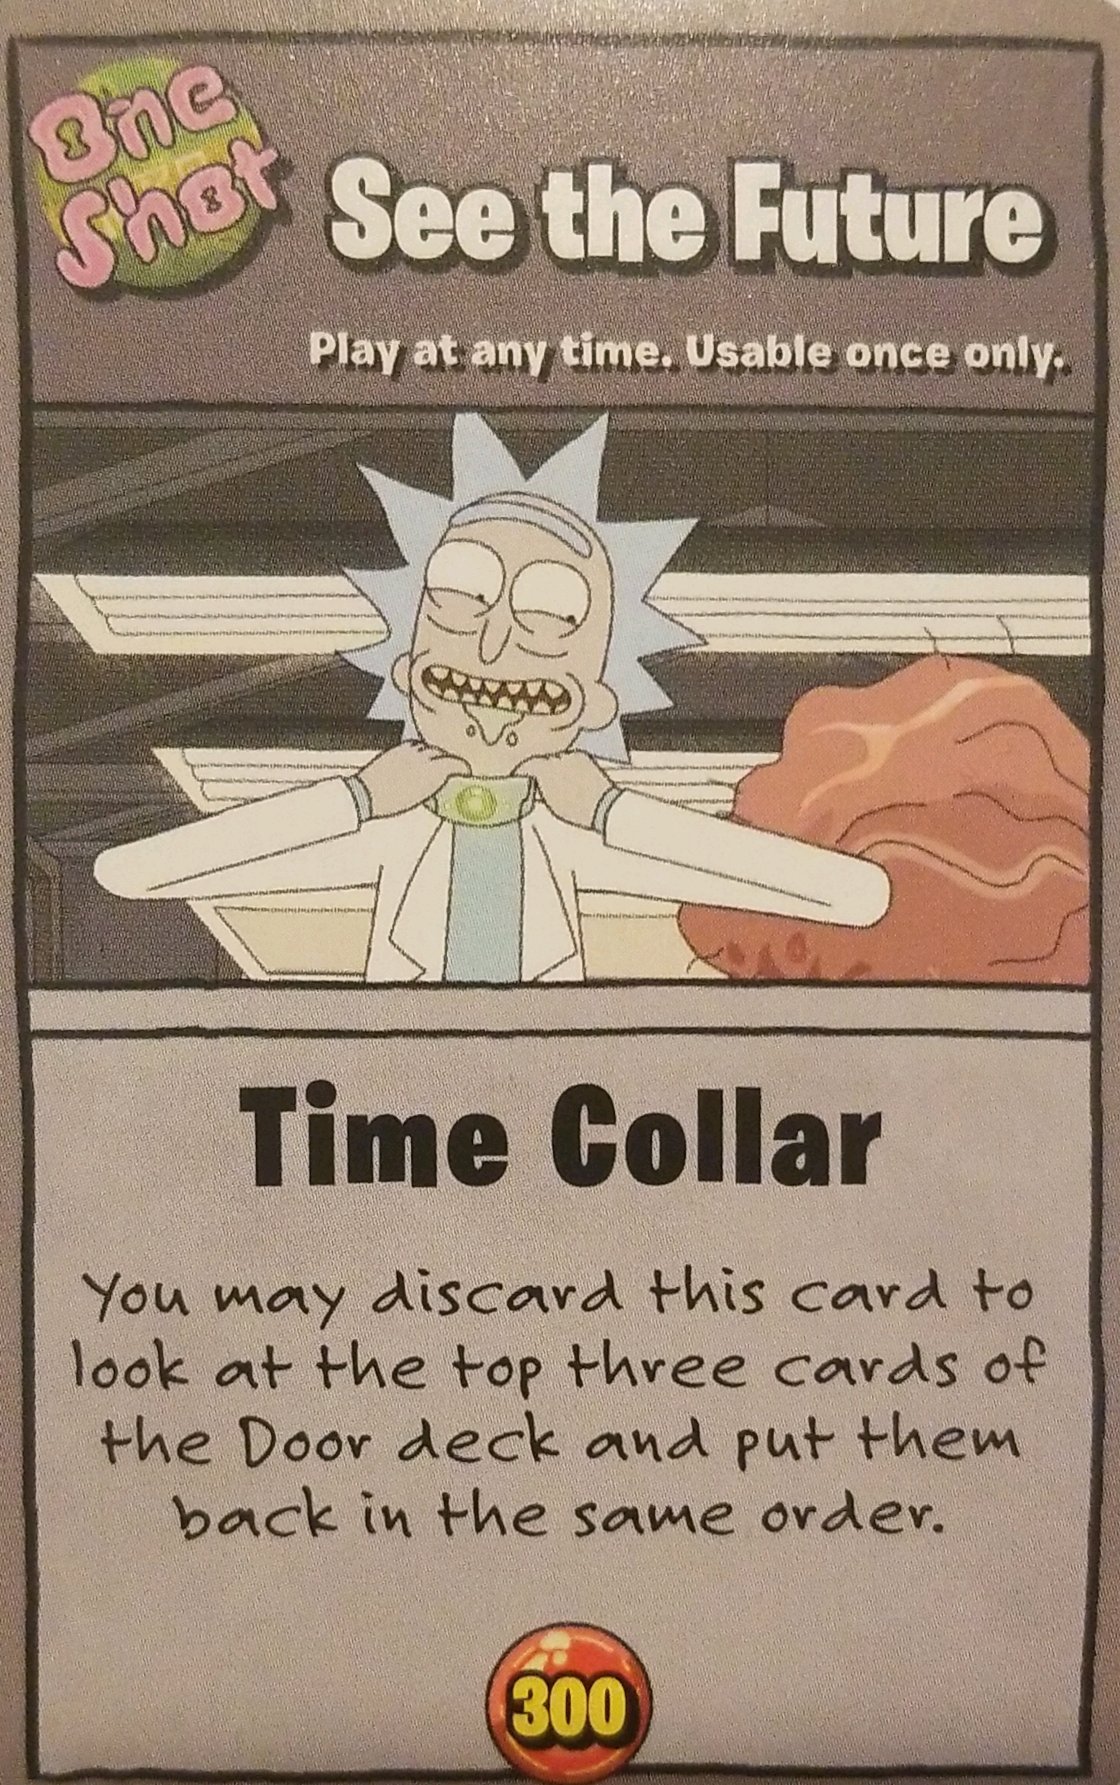 One
Shot
See the Future
Play at any time. Usable once only.
Time Collar
You may discard this card to
look at the top three cards of
the Door deck and put them
back in the same order.
300